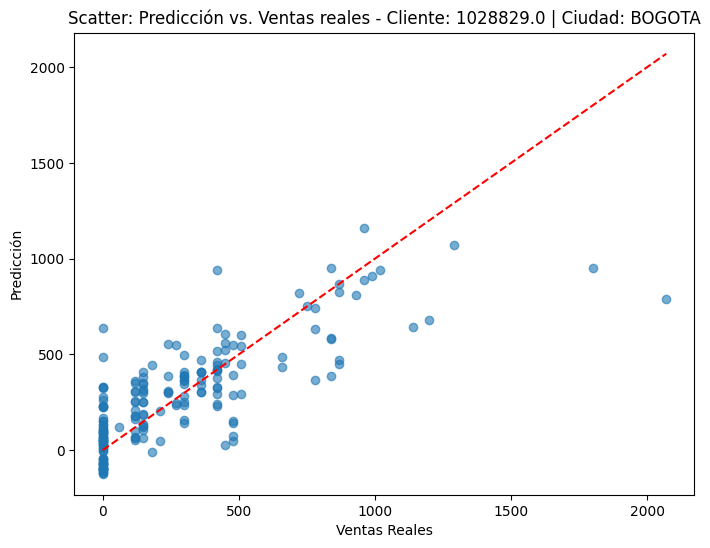 Scatter: Predicción vs. Ventas reales - Cliente: 1028829.0 | Ciudad: BOGOTA
2000
1500
1000
500
0
Predicción
0 500 1000 1500 2000
Ventas Reales